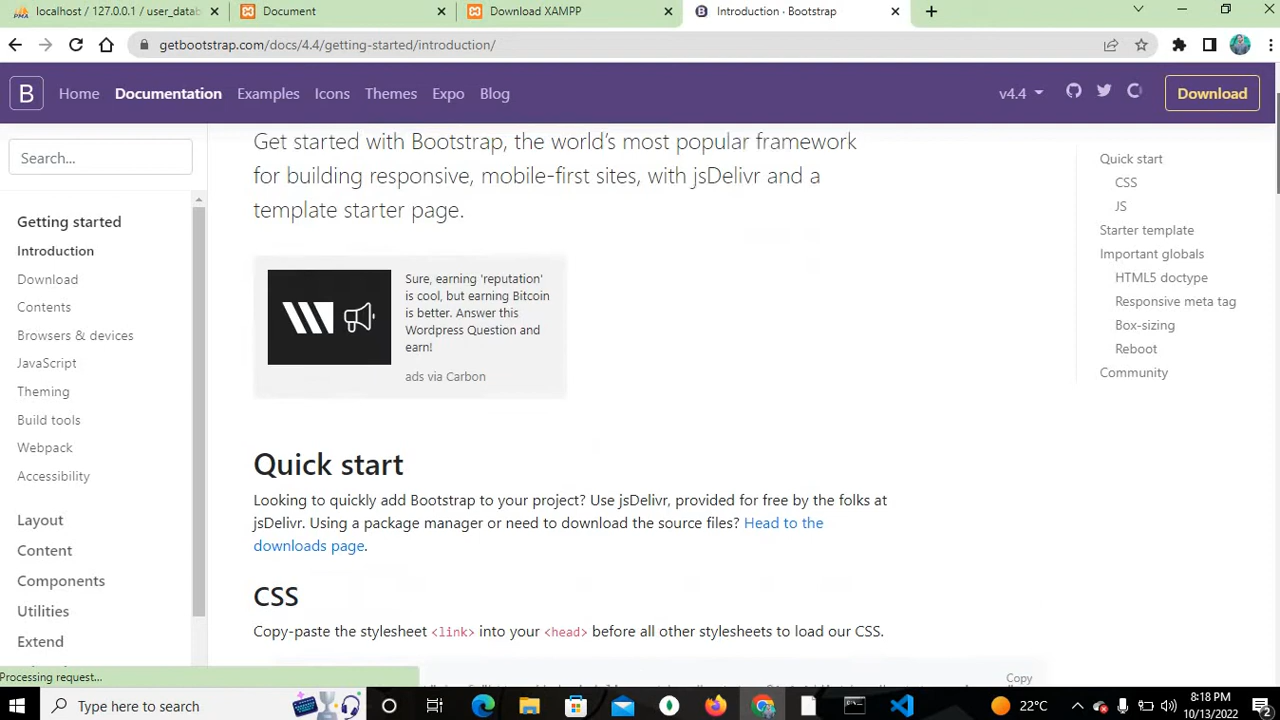 localhost / 127.0.0.1 / user_datab
Document
Download XAMPP
Introduction · Bootstrap
getbootstrap.com/docs/4.4/getting-started/introduction/
B Home Documentation Examples Icons Themes Expo Blog v4.4 Download
Search...
Getting started
Introduction
Download
Contents
Browsers & devices
JavaScript
Theming
Build tools
Webpack
Accessibility
Layout
Content
Components
Utilities
Extend
Get started with Bootstrap, the world’s most popular framework
for building responsive, mobile-first sites, with jsDelivr and a
template starter page.
Sure, earning 'reputation'
is cool, but earning Bitcoin
is better. Answer this
Wordpress Question and
earn!
ads via Carbon
Quick start
Looking to quickly add Bootstrap to your project? Use jsDelivr, provided for free by the folks at
jsDelivr. Using a package manager or need to download the source files? Head to the
downloads page.
CSS
Copy-paste the stylesheet <link> into your <head> before all other stylesheets to load our CSS.
Copy
Quick start
CSS
JS
Starter template
Important globals
HTML5 doctype
Responsive meta tag
Box-sizing
Reboot
Community
Processing request...
Type here to search
22°C
8:18 PM
10/13/2022
2